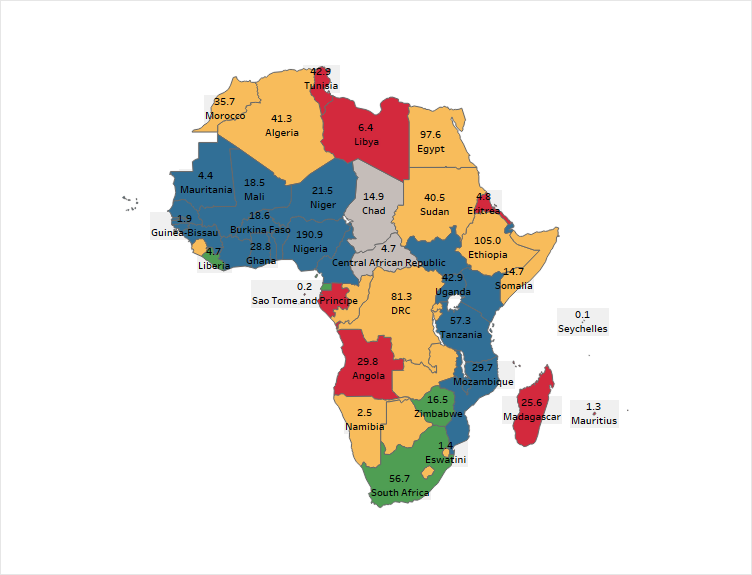 42.9
Tunisia
35.7
Morocco
41.3
Algeria
6.4
Libya
97.6
Egypt
4.4
Mauritania
18.5
Mali
21.5
Niger
14.9
Chad
40.5
Sudan
4.8
Eritrea
1.9
Guinea-Bissau
18.6
Burkina Faso
190.9
Nigeria
105.0
Ethiopia
4.7
Liberia
28.8
Ghana
4.7
Central African Republic
14.7
Somalia
0.2
Sao Tome and Principe
81.3
DRC
42.9
Uganda
57.3
Tanzania
0.1
Seychelles
29.8
Angola
29.7
Mozambique
2.5
Namibia
16.5
Zimbabwe
25.6
Madagascar
1.3
Mauritius
1.4
Eswatini
56.7
South Africa